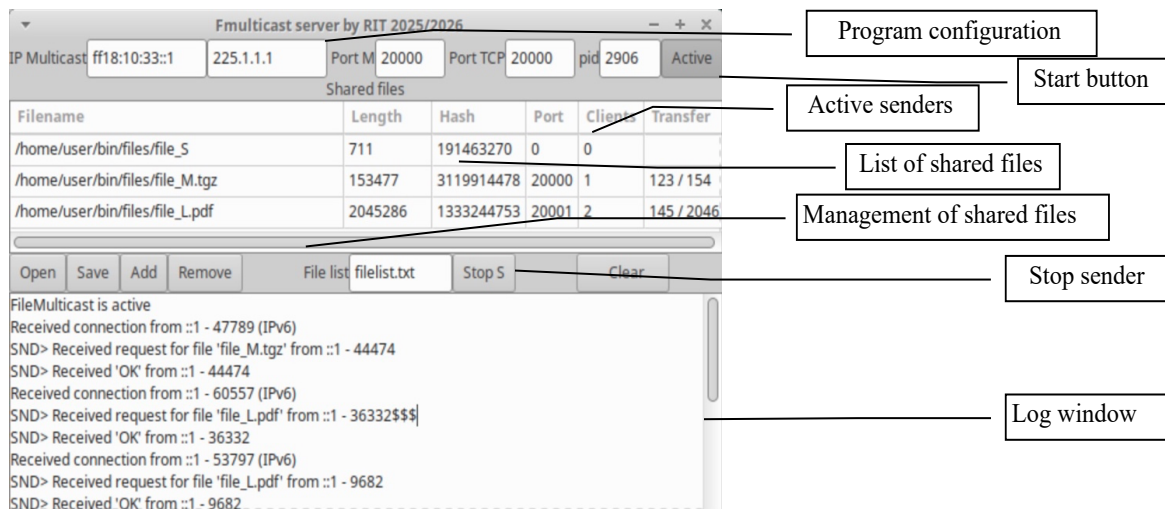 Fmulticast server by RIT 2025/2026
Program configuration
IP Multicast ff18:10:33::1 225.1.1.1 Port M 20000 Port TCP 20000 pid 2906 Active
Start button
Shared files
Active senders
Filename Length Hash Port Clients Transfer
/home/user/bin/files/file_S 711 191463270 0 0
List of shared files
/home/user/bin/files/file_M.tgz 153477 3119914478 20000 1 123 / 154
/home/user/bin/files/file_L.pdf 2045286 1333244753 20001 2 145 / 2046
Management of shared files
Open Save Add Remove File list filelist.txt Stop S Clear
Stop sender
FileMulticast is active
Received connection from ::1 - 47789 (IPv6)
SND> Received request for file 'file_M.tgz' from ::1 - 44474
SND> Received 'OK' from ::1 - 44474
Received connection from ::1 - 60557 (IPv6)
SND> Received request for file 'file_L.pdf' from ::1 - 36332$$$
Log window
SND> Received 'OK' from ::1 - 36332
Received connection from ::1 - 53797 (IPv6)
SND> Received request for file 'file_L.pdf' from ::1 - 9682
SND> Received 'OK' from ::1 - 9682